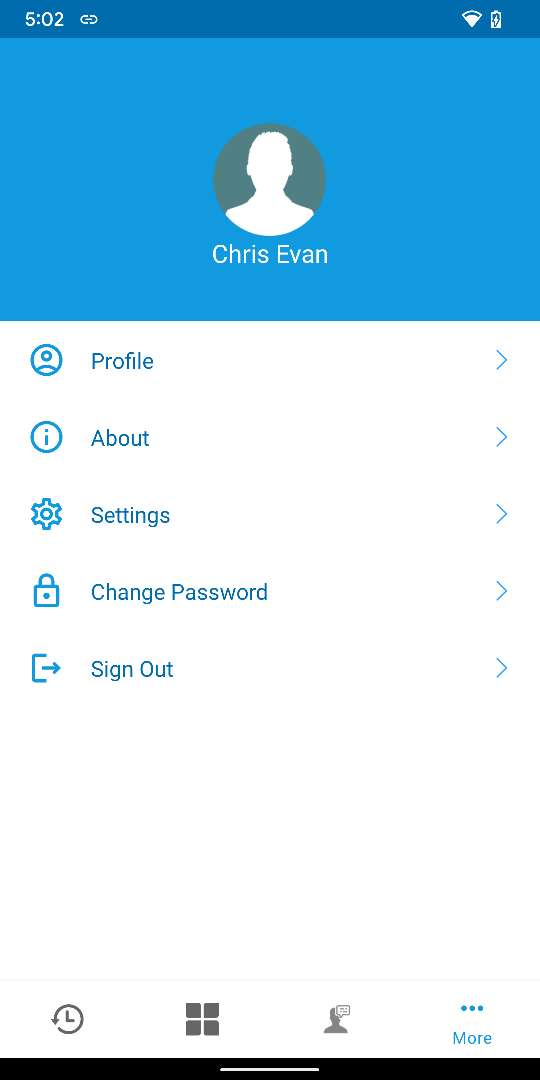 5:02
Chris Evan
Profile
About
Settings
Change Password
Sign Out
More